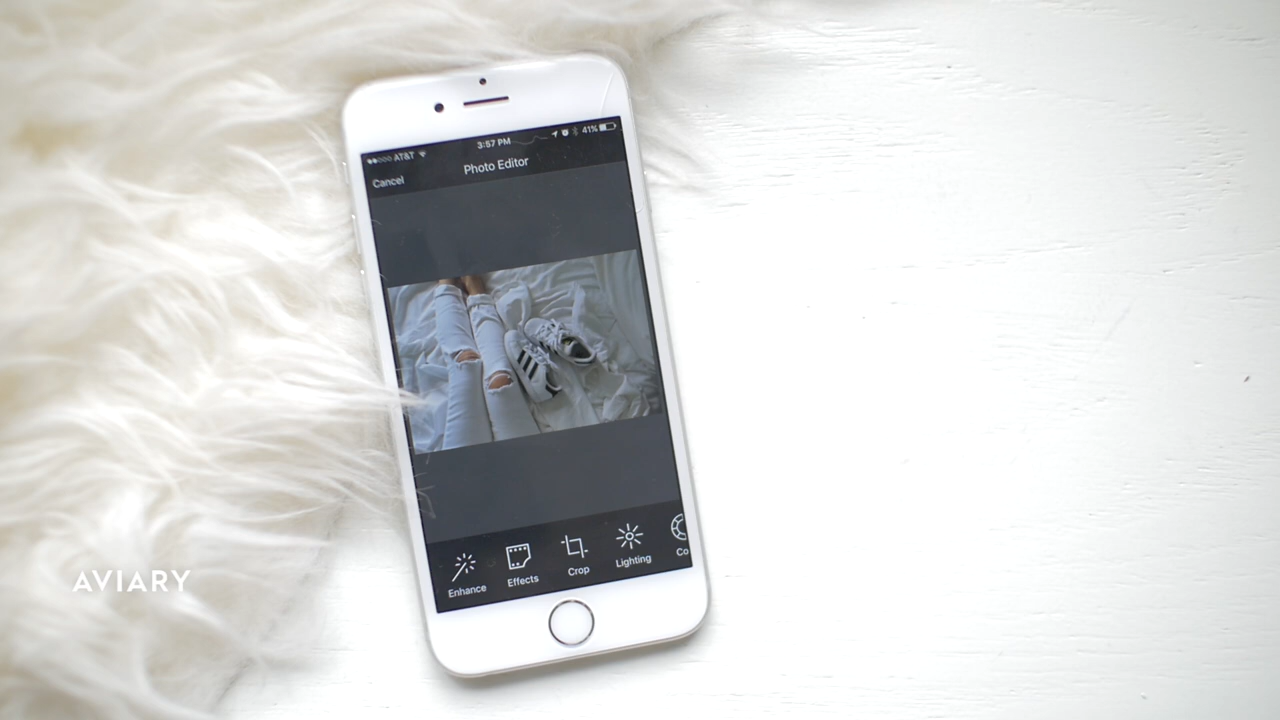 AT&T
3:57 PM
41%
Cancel
Photo Editor
Enhance
Effects
Crop
Lighting
Co
AVIARY